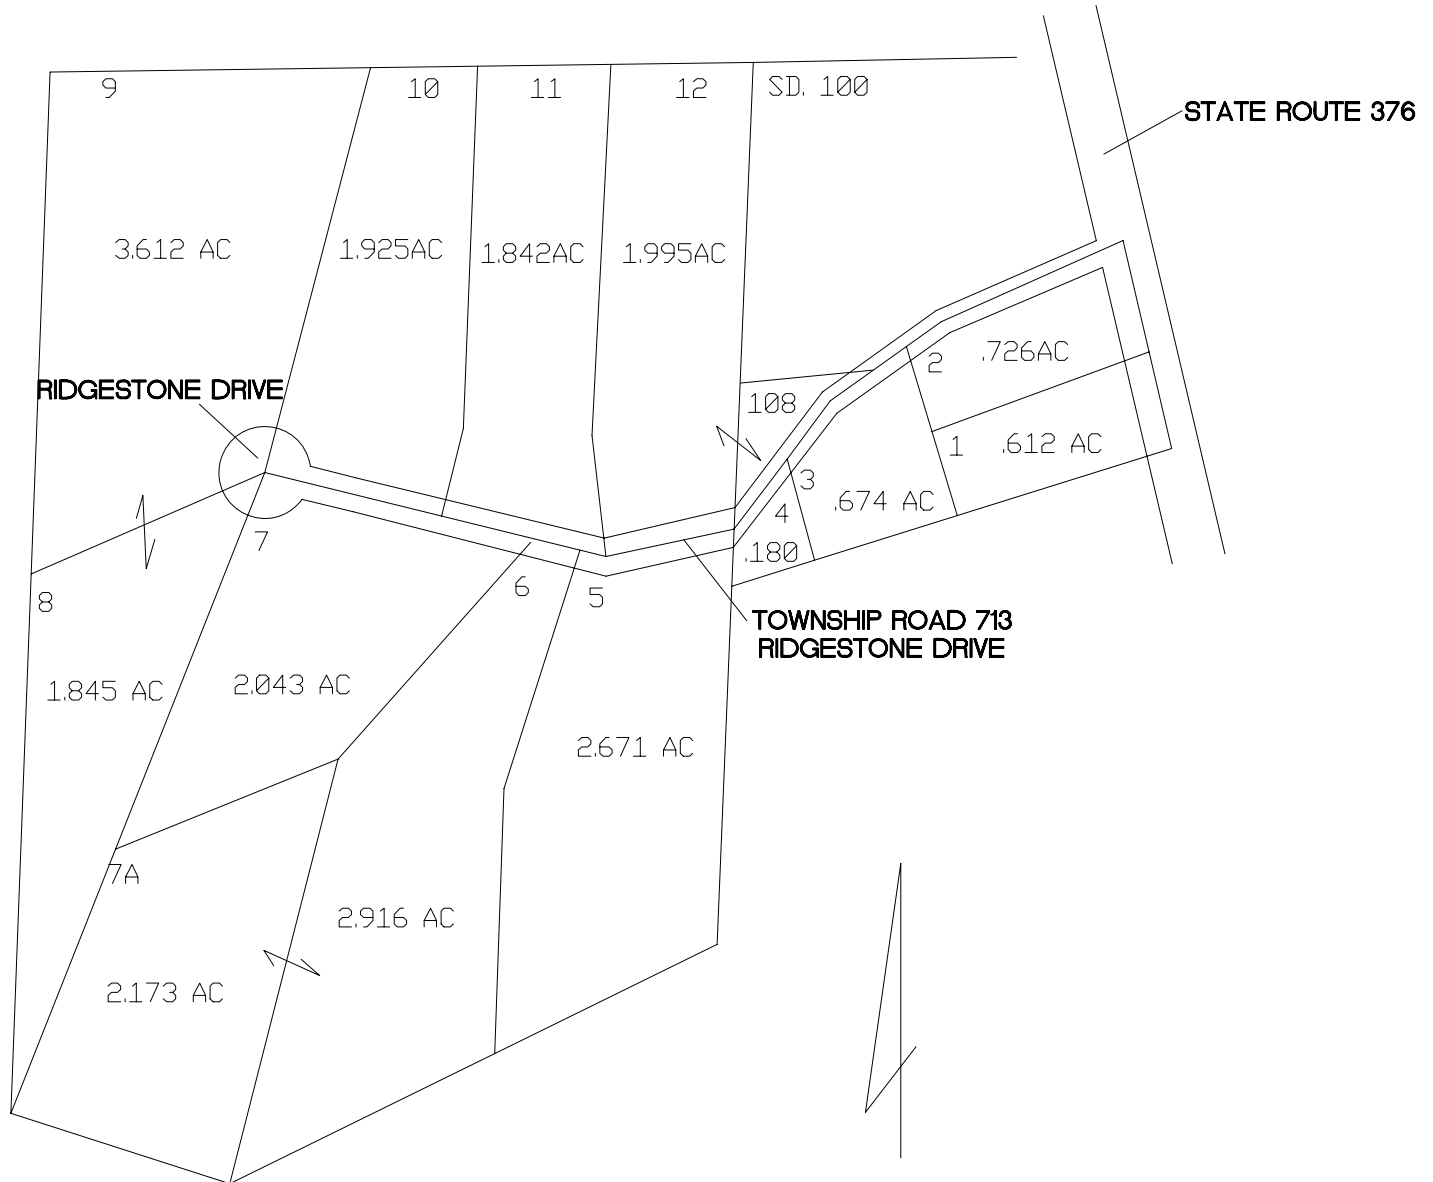 9
10
11
12
SD. 100
STATE ROUTE 376
3.612 AC
1.925AC
1.842AC
1.995AC
RIDGESTONE DRIVE
108
2
.726AC
1
.612 AC
3
.674 AC
4
.180
7
6
5
8
TOWNSHIP ROAD 713
RIDGESTONE DRIVE
1.845 AC
2.043 AC
2.671 AC
7A
2.916 AC
2.173 AC